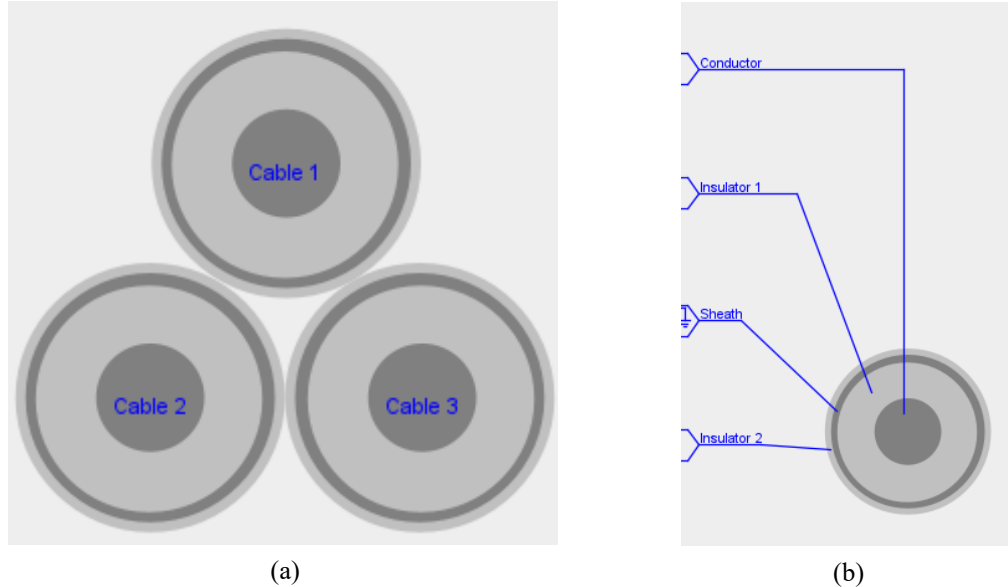 Cable 1
Cable 2
Cable 3
(a)
Conductor
Insulator 1
Sheath
Insulator 2
(b)